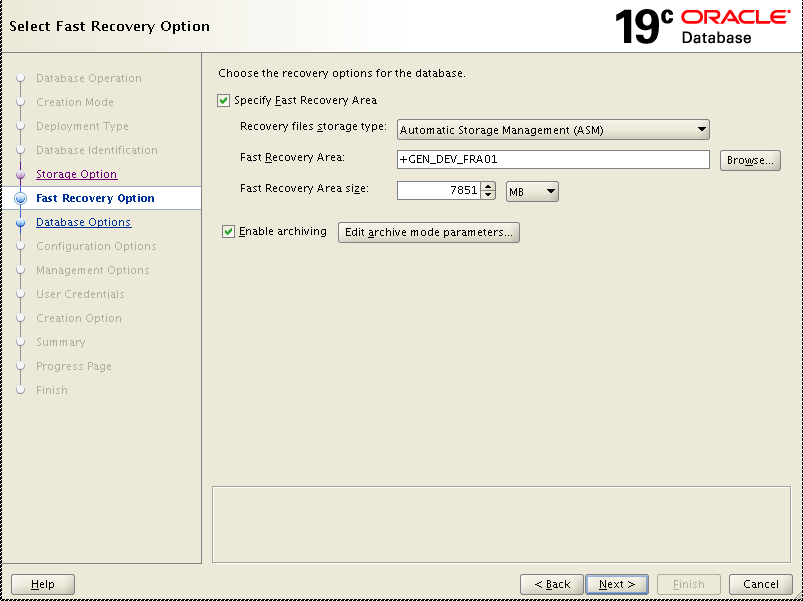 Select Fast Recovery Option
19c ORACLE
Database
Database Operation
Creation Mode
Deployment Type
Database Identification
Storage Option
Fast Recovery Option
Database Options
Configuration Options
Management Options
User Credentials
Creation Option
Summary
Progress Page
Finish
Choose the recovery options for the database.
Specify Fast Recovery Area
Recovery files storage type: Automatic Storage Management (ASM)
Fast Recovery Area: +GEN_DEV_FRA01 Browse...
Fast Recovery Area size: 7851 MB
Enable archiving Edit archive mode parameters...
Help < Back Next > Finish Cancel